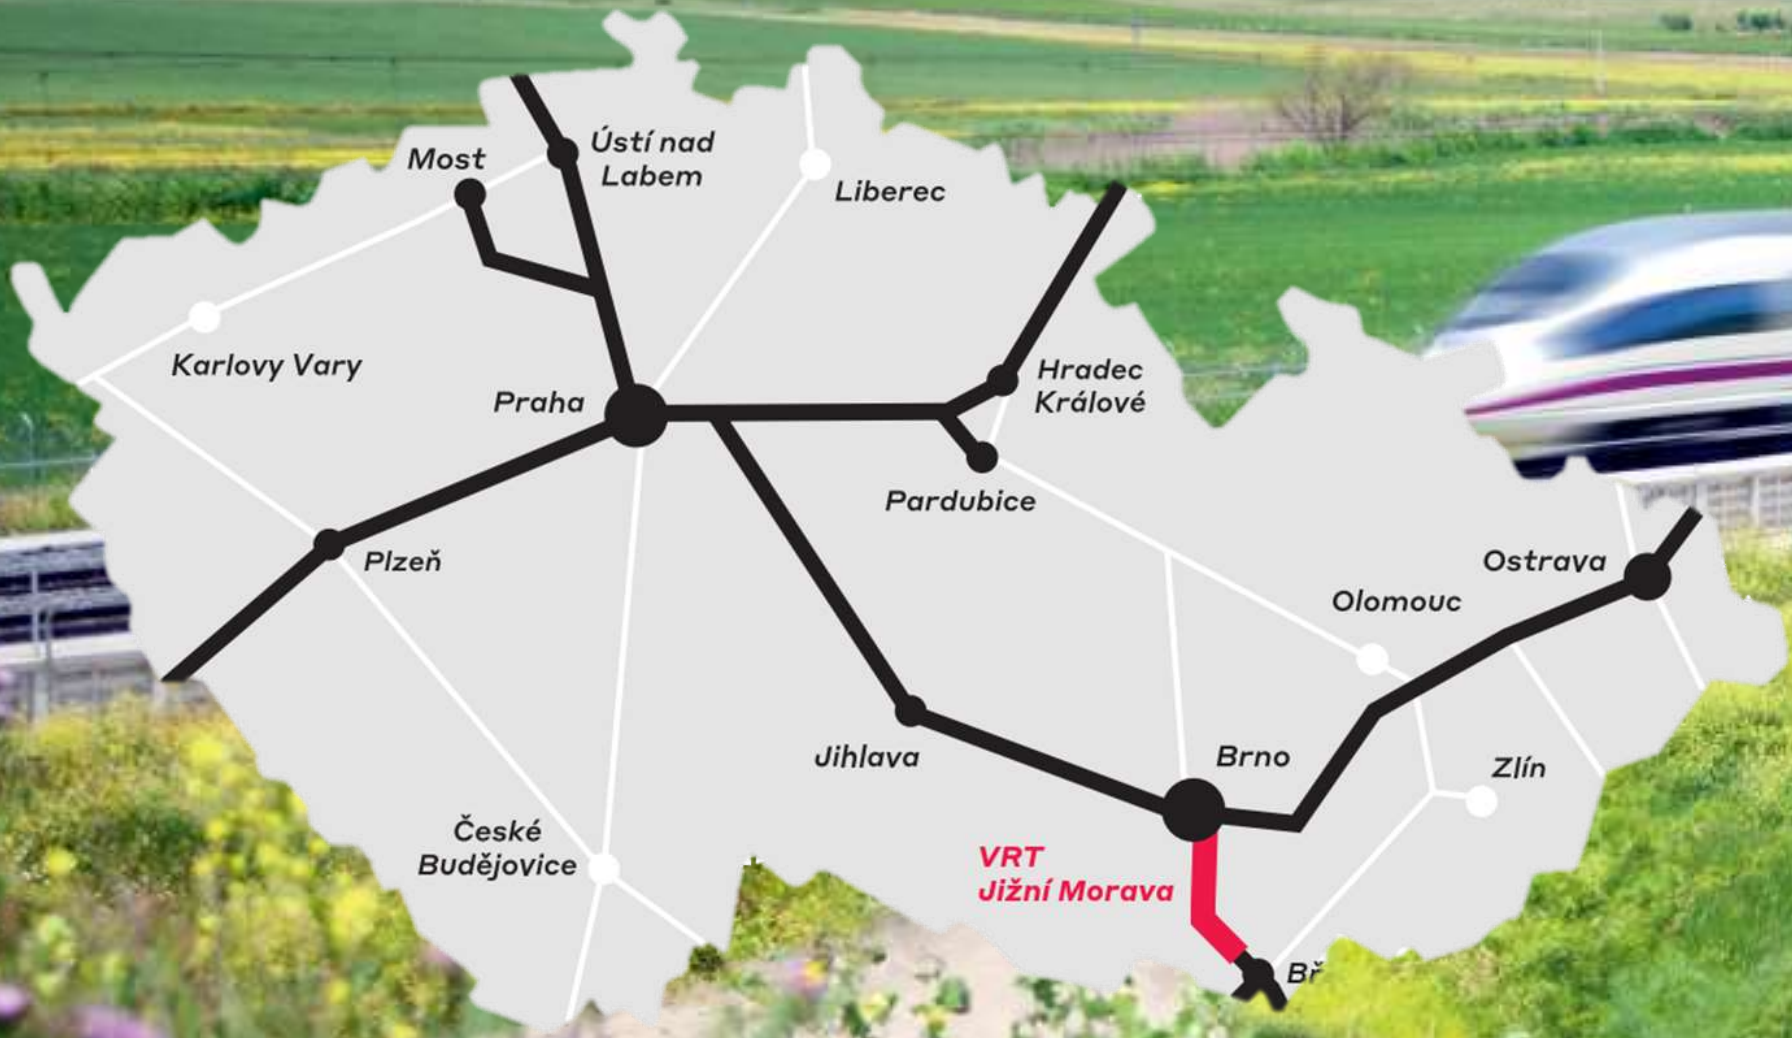 Most
Ústí nad
Labem
Liberec
Karlovy Vary
Praha
Hradec
Králové
Pardubice
Plzeň
Ostrava
Olomouc
Jihlava
Brno
Zlín
České
Budějovice
VRT
Jižní Morava
Bř